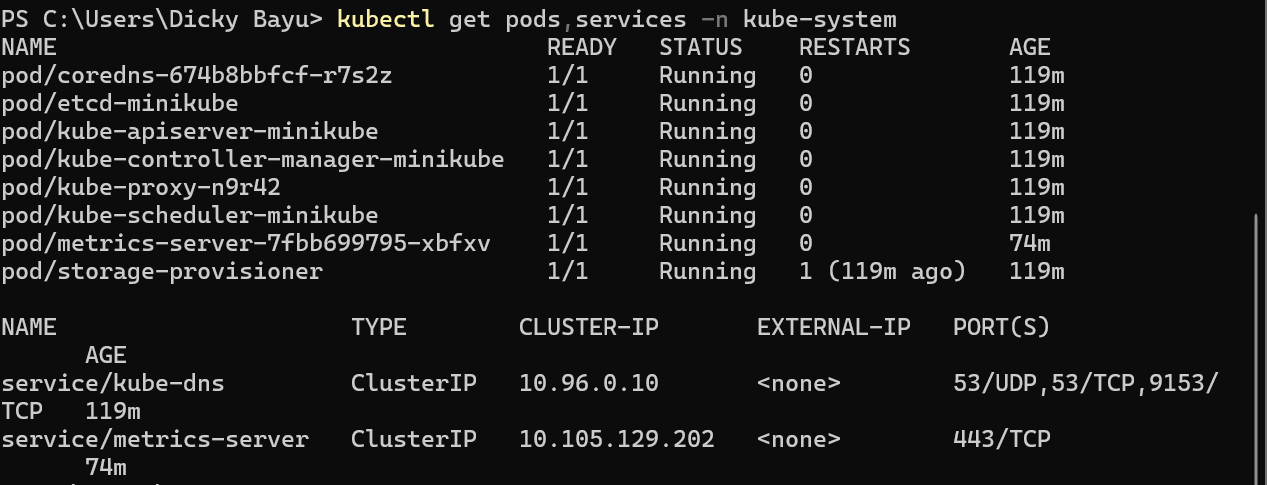 PS C:\Users\Dicky Bayu> kubectl get pods,services -n kube-system
NAME                                   READY   STATUS    RESTARTS       AGE
pod/coredns-674b8bbfcf-r7s2z           1/1     Running   0              119m
pod/etcd-minikube                      1/1     Running   0              119m
pod/kube-apiserver-minikube            1/1     Running   0              119m
pod/kube-controller-manager-minikube   1/1     Running   0              119m
pod/kube-proxy-n9r42                   1/1     Running   0              119m
pod/kube-scheduler-minikube            1/1     Running   0              119m
pod/metrics-server-7fbb699795-xbfxv    1/1     Running   0              74m
pod/storage-provisioner                1/1     Running   1 (119m ago)   119m

NAME                     TYPE        CLUSTER-IP       EXTERNAL-IP   PORT(S)
      AGE
service/kube-dns         ClusterIP   10.96.0.10       <none>        53/UDP,53/TCP,9153/
TCP   119m
service/metrics-server   ClusterIP   10.105.129.202   <none>        443/TCP
      74m